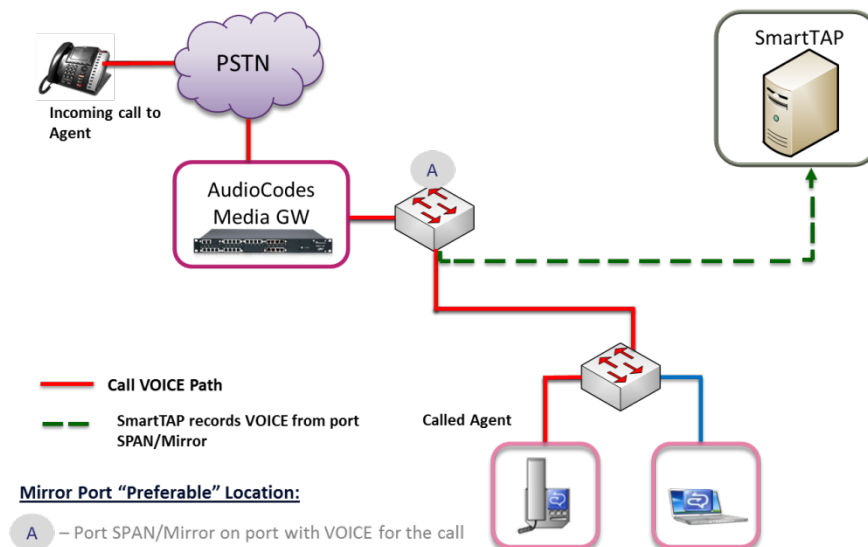 PSTN
SmartTAP
Incoming call to
Agent
A
AudioCodes
Media GW
Call VOICE Path
SmartTAP records VOICE from port
SPAN/Mirror
Called Agent
Mirror Port “Preferable” Location:
A – Port SPAN/Mirror on port with VOICE for the call